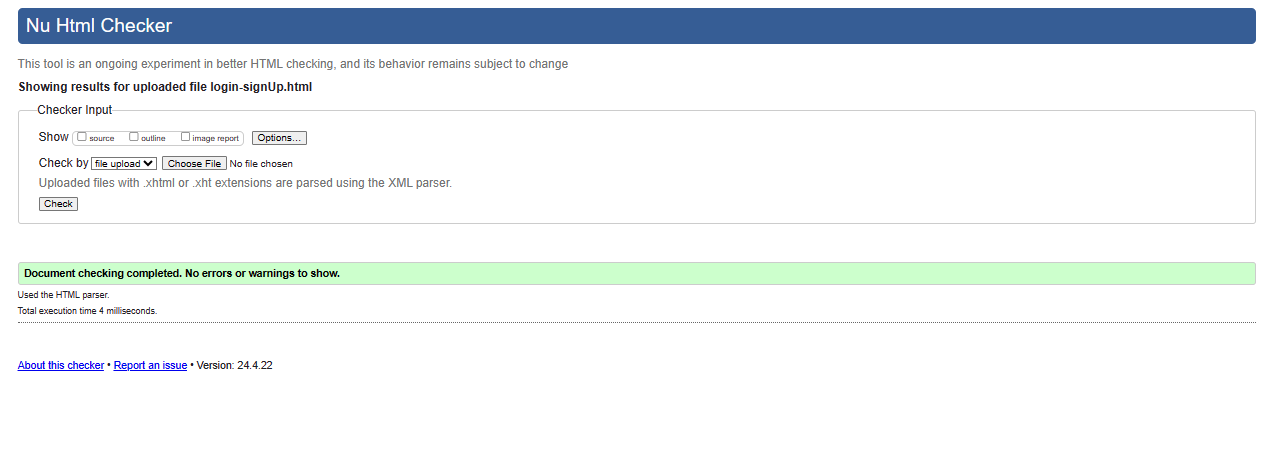 Nu Html Checker
This tool is an ongoing experiment in better HTML checking, and its behavior remains subject to change
Showing results for uploaded file login-signUp.html
Checker Input
Show source outline image report Options...
Check by file upload Choose File No file chosen
Uploaded files with .xhtml or .xht extensions are parsed using the XML parser.
Check
Document checking completed. No errors or warnings to show.
Used the HTML parser.
Total execution time 4 milliseconds.
About this checker • Report an issue • Version: 24.4.22